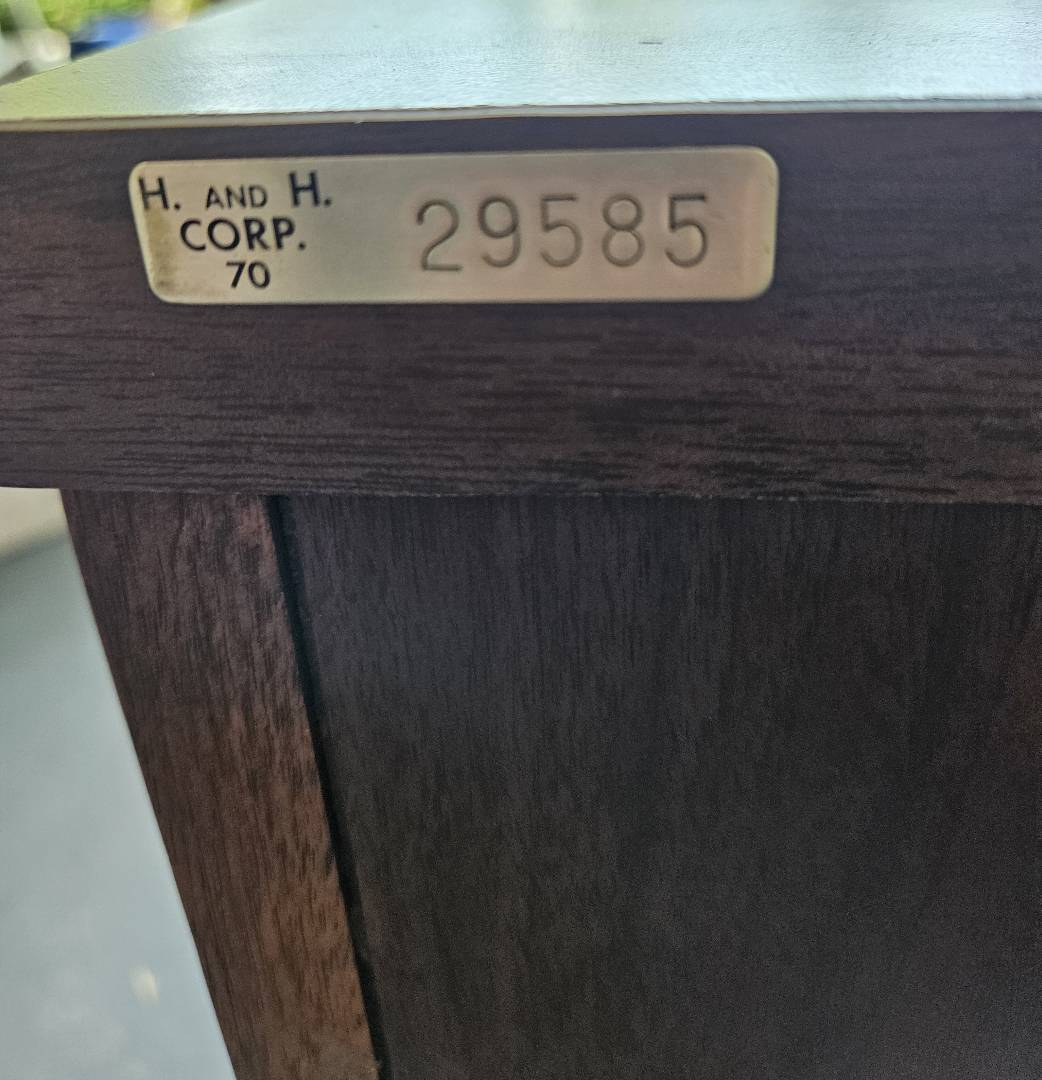 H. AND H.
CORP.
70
29585